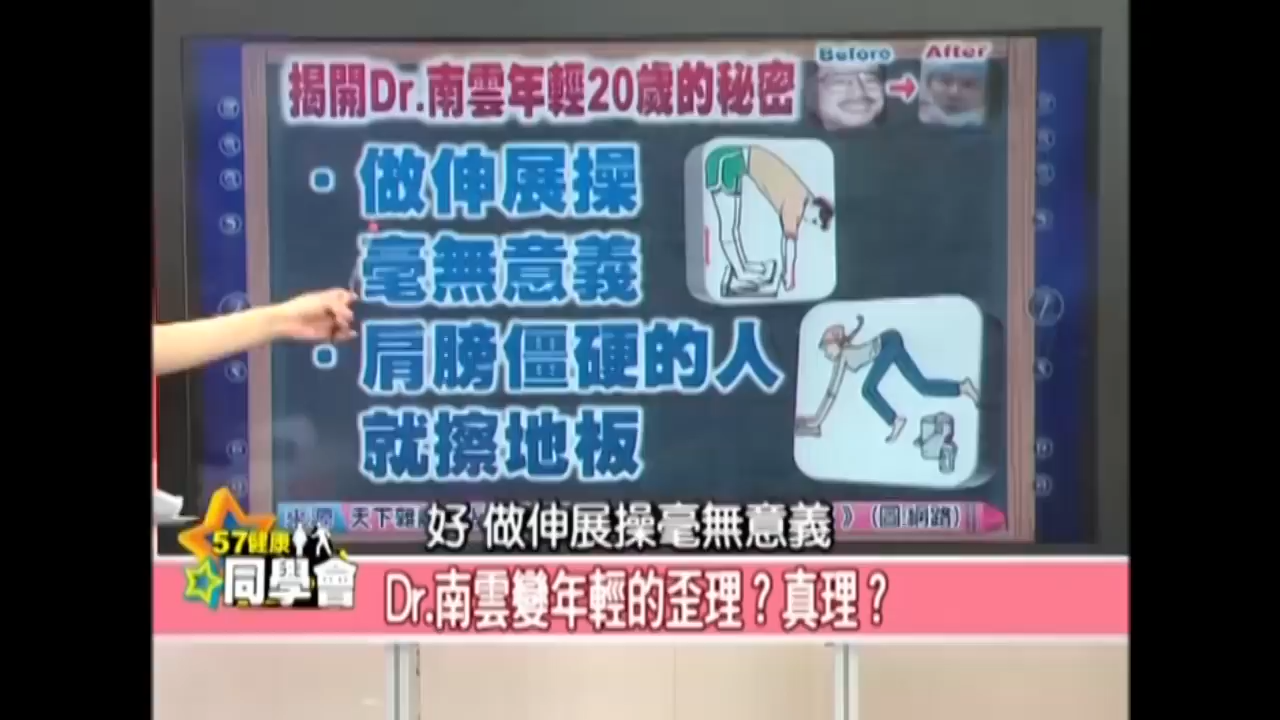 Before After
揭開Dr.南雲年輕20歲的秘密
·做伸展操
毫無意義
·肩膀僵硬的人
就擦地板
天下雜 》(圖:網路)
好 做伸展操毫無意義
57健康
同學會
Dr.南雲變年輕的歪理?真理?